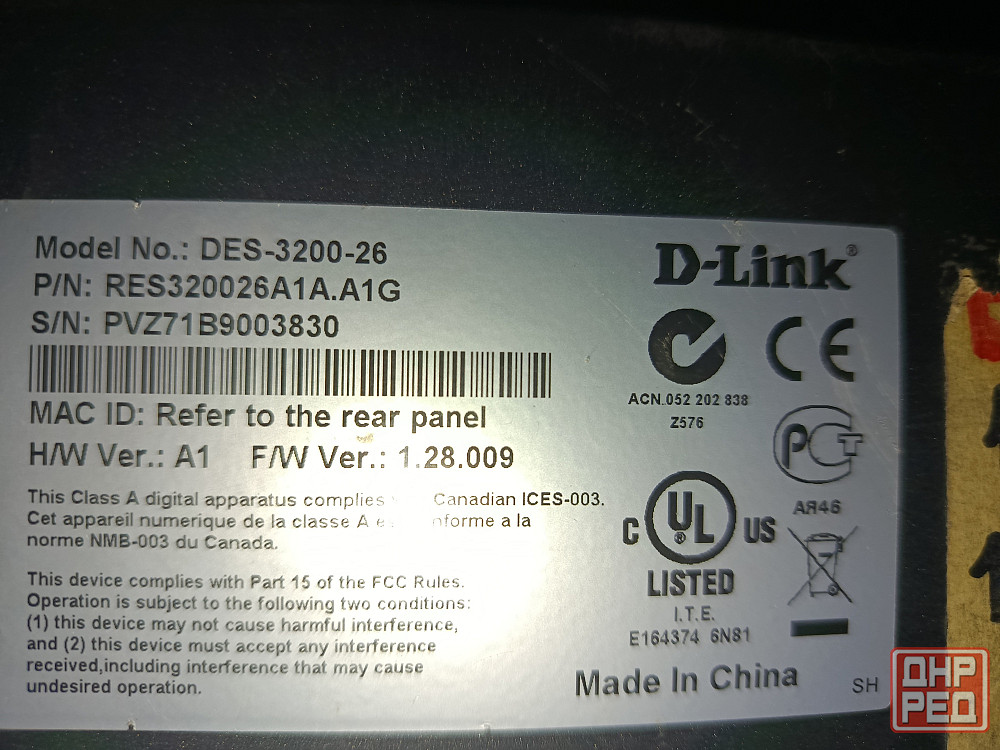 Model No.: DES-3200-26
P/N: RES320026A1A.A1G
S/N: PVZ71B9003830
MAC ID: Refer to the rear panel
H/W Ver.: A1 F/W Ver.: 1.28.009
This Class A digital apparatus complies Canadian ICES-003.
Cet appareil numerique de la classe A nforme a la
norme NMB-003 du Canada.
This device complies with Part 15 of the FCC Rules.
Operation is subject to the following two conditions:
(1) this device may not cause harmful interference,
and (2) this device must accept any interference
received,including interference that may cause
undesired operation.
D-Link®
CE
ACN.052 202 838
Z576
РСТ
АЯ46
C UL® US
LISTED
I.T.E.
E164374 6N81
Made In China
SH
ДНР
РЕД